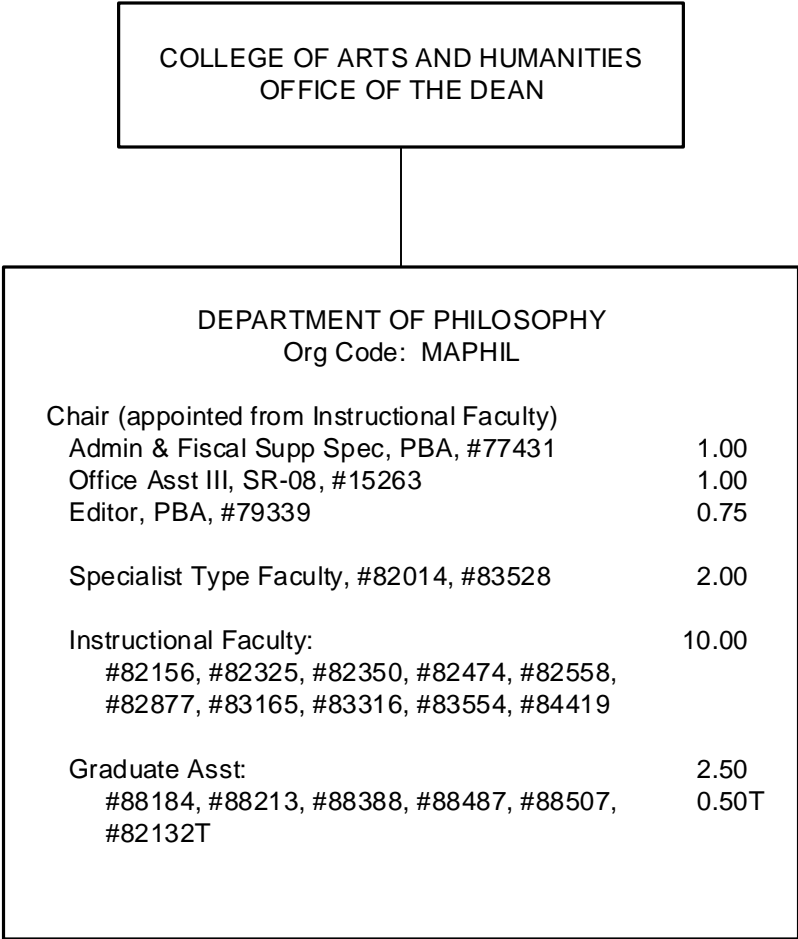 COLLEGE OF ARTS AND HUMANITIES
OFFICE OF THE DEAN
DEPARTMENT OF PHILOSOPHY
Org Code: MAPHIL
Chair (appointed from Instructional Faculty)
Admin & Fiscal Supp Spec, PBA, #77431 1.00
Office Asst III, SR-08, #15263 1.00
Editor, PBA, #79339 0.75
Specialist Type Faculty, #82014, #83528 2.00
Instructional Faculty: 10.00
#82156, #82325, #82350, #82474, #82558,
#82877, #83165, #83316, #83554, #84419
Graduate Asst: 2.50
#88184, #88213, #88388, #88487, #88507, 0.50T
#82132T